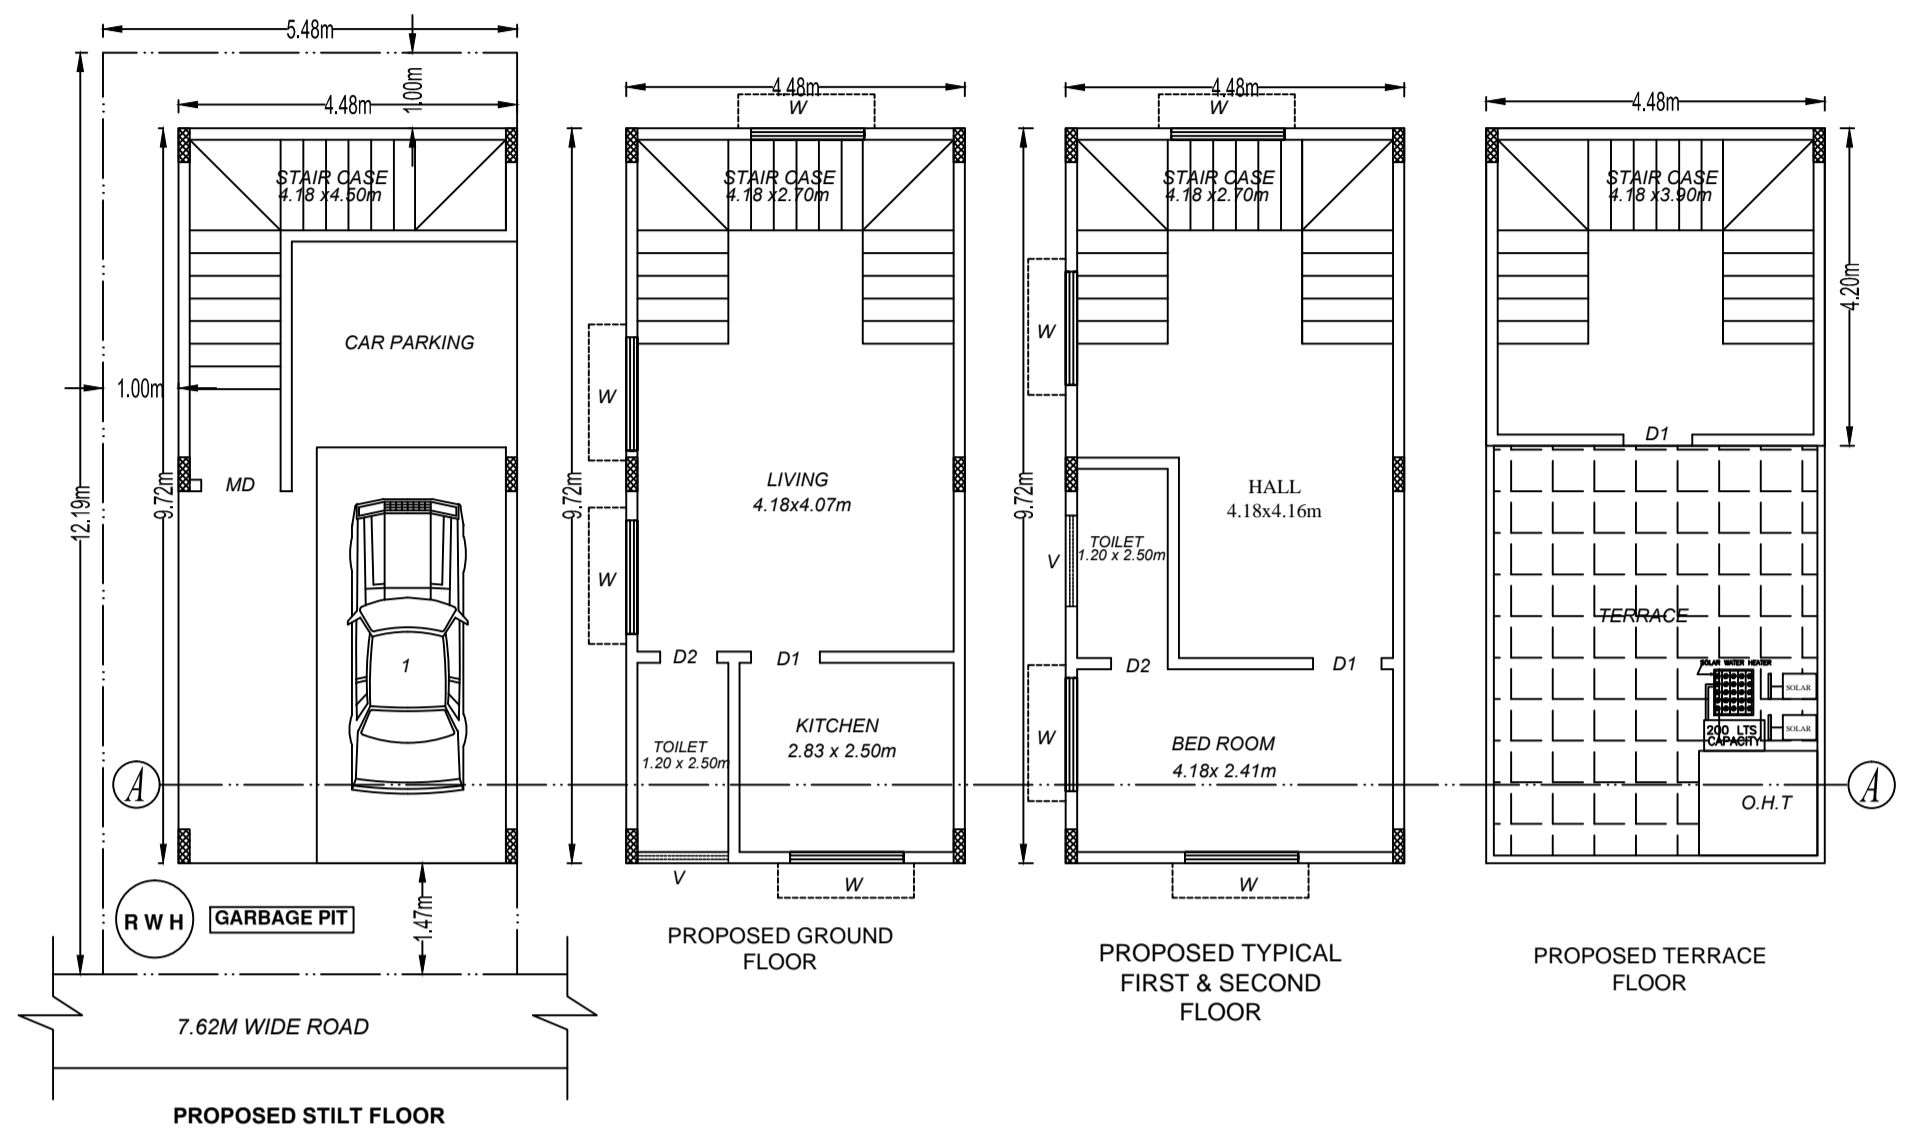 5.48m
1.00m
4.48m
STAIR CASE
4.18 x4.50m
CAR PARKING
1.00m
MD
12.19m
9.72m
1
A
R W H
GARBAGE PIT
1.47m
7.62M WIDE ROAD
PROPOSED STILT FLOOR
4.48m
W
STAIR CASE
4.18 x2.70m
W
9.72m
LIVING
4.18x4.07m
W
D2
D1
KITCHEN
2.83 x 2.50m
TOILET
1.20 x 2.50m
V
W
PROPOSED GROUND
FLOOR
4.48m
W
STAIR CASE
4.18 x2.70m
W
9.72m
HALL
4.18x4.16m
TOILET
1.20 x 2.50m
V
D2
D1
W
BED ROOM
4.18x 2.41m
W
PROPOSED TYPICAL
FIRST & SECOND
FLOOR
4.48m
STAIR CASE
4.18 x3.90m
4.20m
D1
TERRACE
SOLAR WATER HEATER
SOLAR
SOLAR
200 LTS
CAPACITY
O.H.T
A
PROPOSED TERRACE
FLOOR